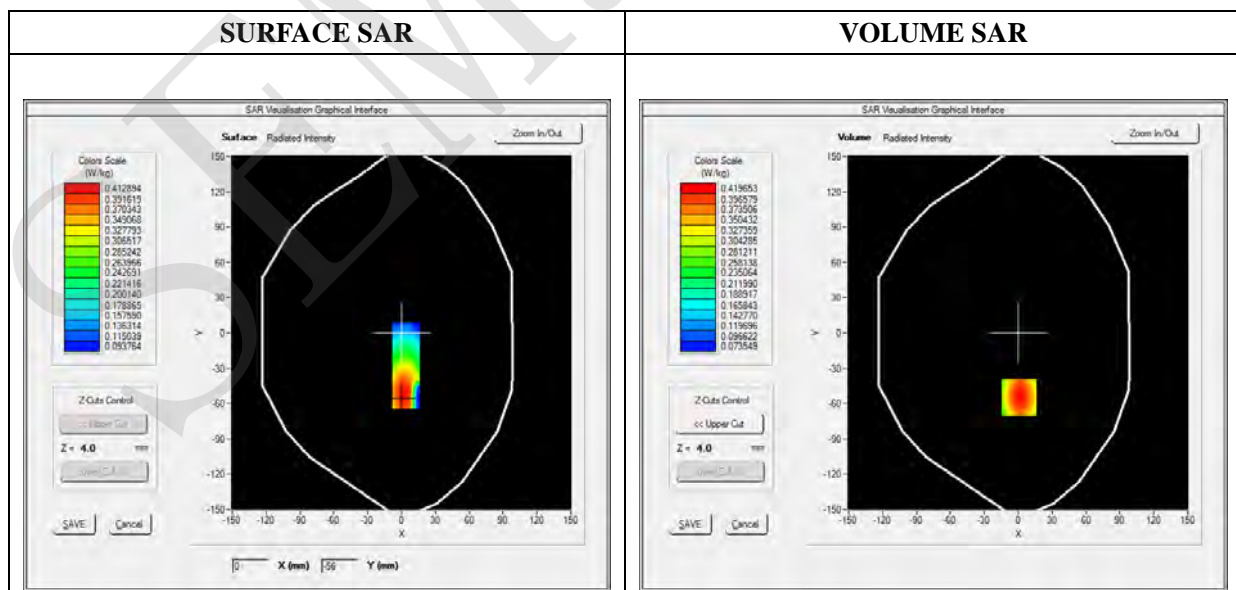 SURFACE SAR
VOLUME SAR
SAR Visualisation Graphical Interface
Surface Radiated Intensity
Zoom In/Out
Colors Scale
(W/kg)
0.412894
0.391619
0.370343
0.349068
0.327793
0.306517
0.285242
0.263966
0.242691
0.221416
0.200140
0.178865
0.157590
0.136314
0.115039
0.093764
Z-Cuts Control
<< Upper Cut
Z = 4.0 mm
SAVE
Cancel
150
120
90
60
30
0
-30
-60
-90
-120
-150
Y
-150 -120 -90 -60 -30 0 30 60 90 120 150
X
0 X (mm) -56 Y (mm)
SAR Visualisation Graphical Interface
Volume Radiated Intensity
Zoom In/Out
Colors Scale
(W/kg)
0.419653
0.396579
0.373506
0.350432
0.327359
0.304285
0.281211
0.258138
0.235064
0.211990
0.188917
0.165843
0.142770
0.119696
0.096622
0.073549
Z-Cuts Control
<< Upper Cut
Z = 4.0 mm
SAVE
Cancel
150
120
90
60
30
0
-30
-60
-90
-120
-150
Y
-150 -120 -90 -60 -30 0 30 60 90 120 150
X